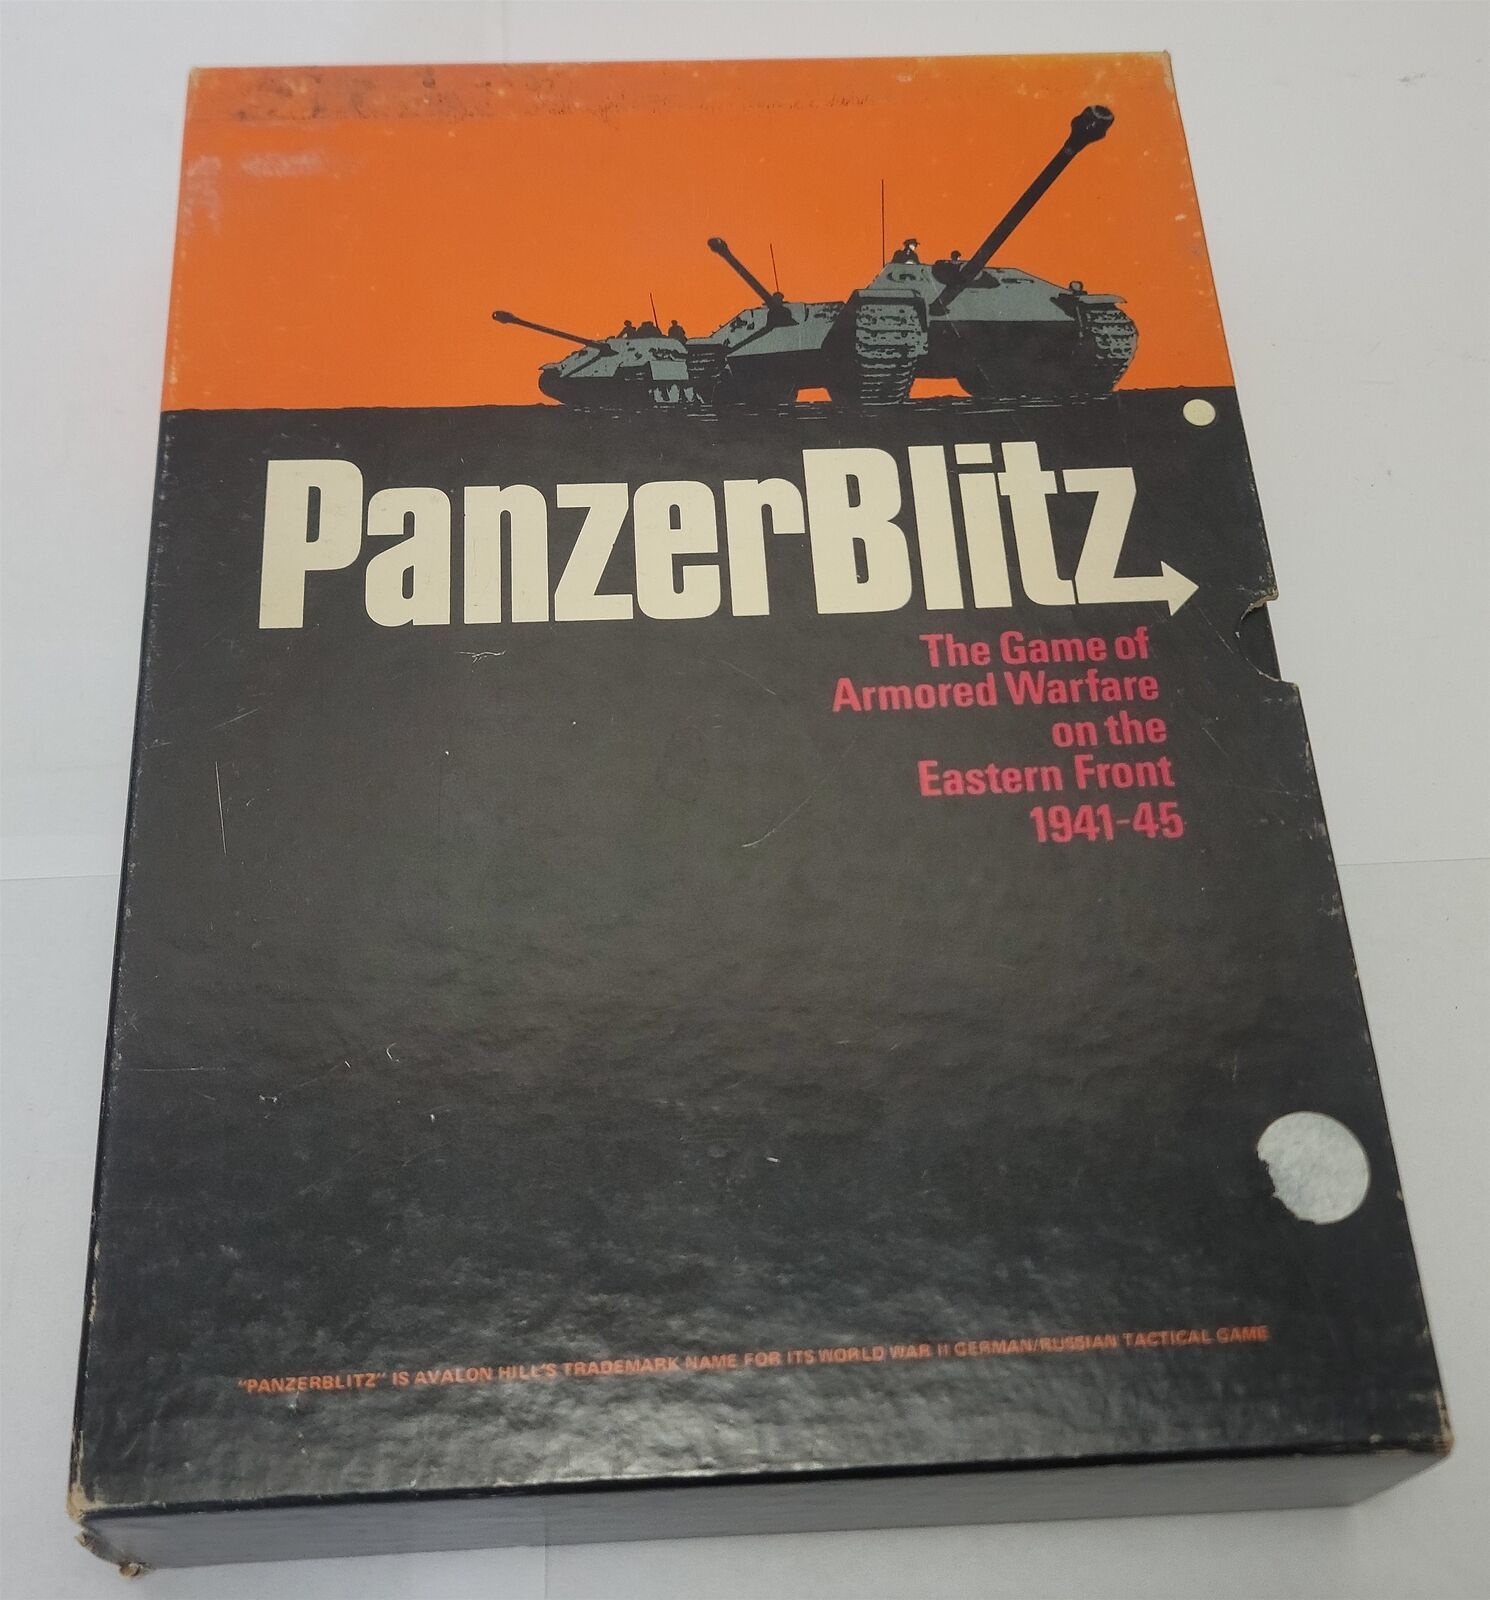 PanzerBlitz
The Game of
Armored Warfare
on the
Eastern Front
1941-45
"PANZERBLITZ" IS AVALON HILL'S TRADEMARK NAME FOR ITS WORLD WAR II GERMAN/RUSSIAN TACTICAL GAME